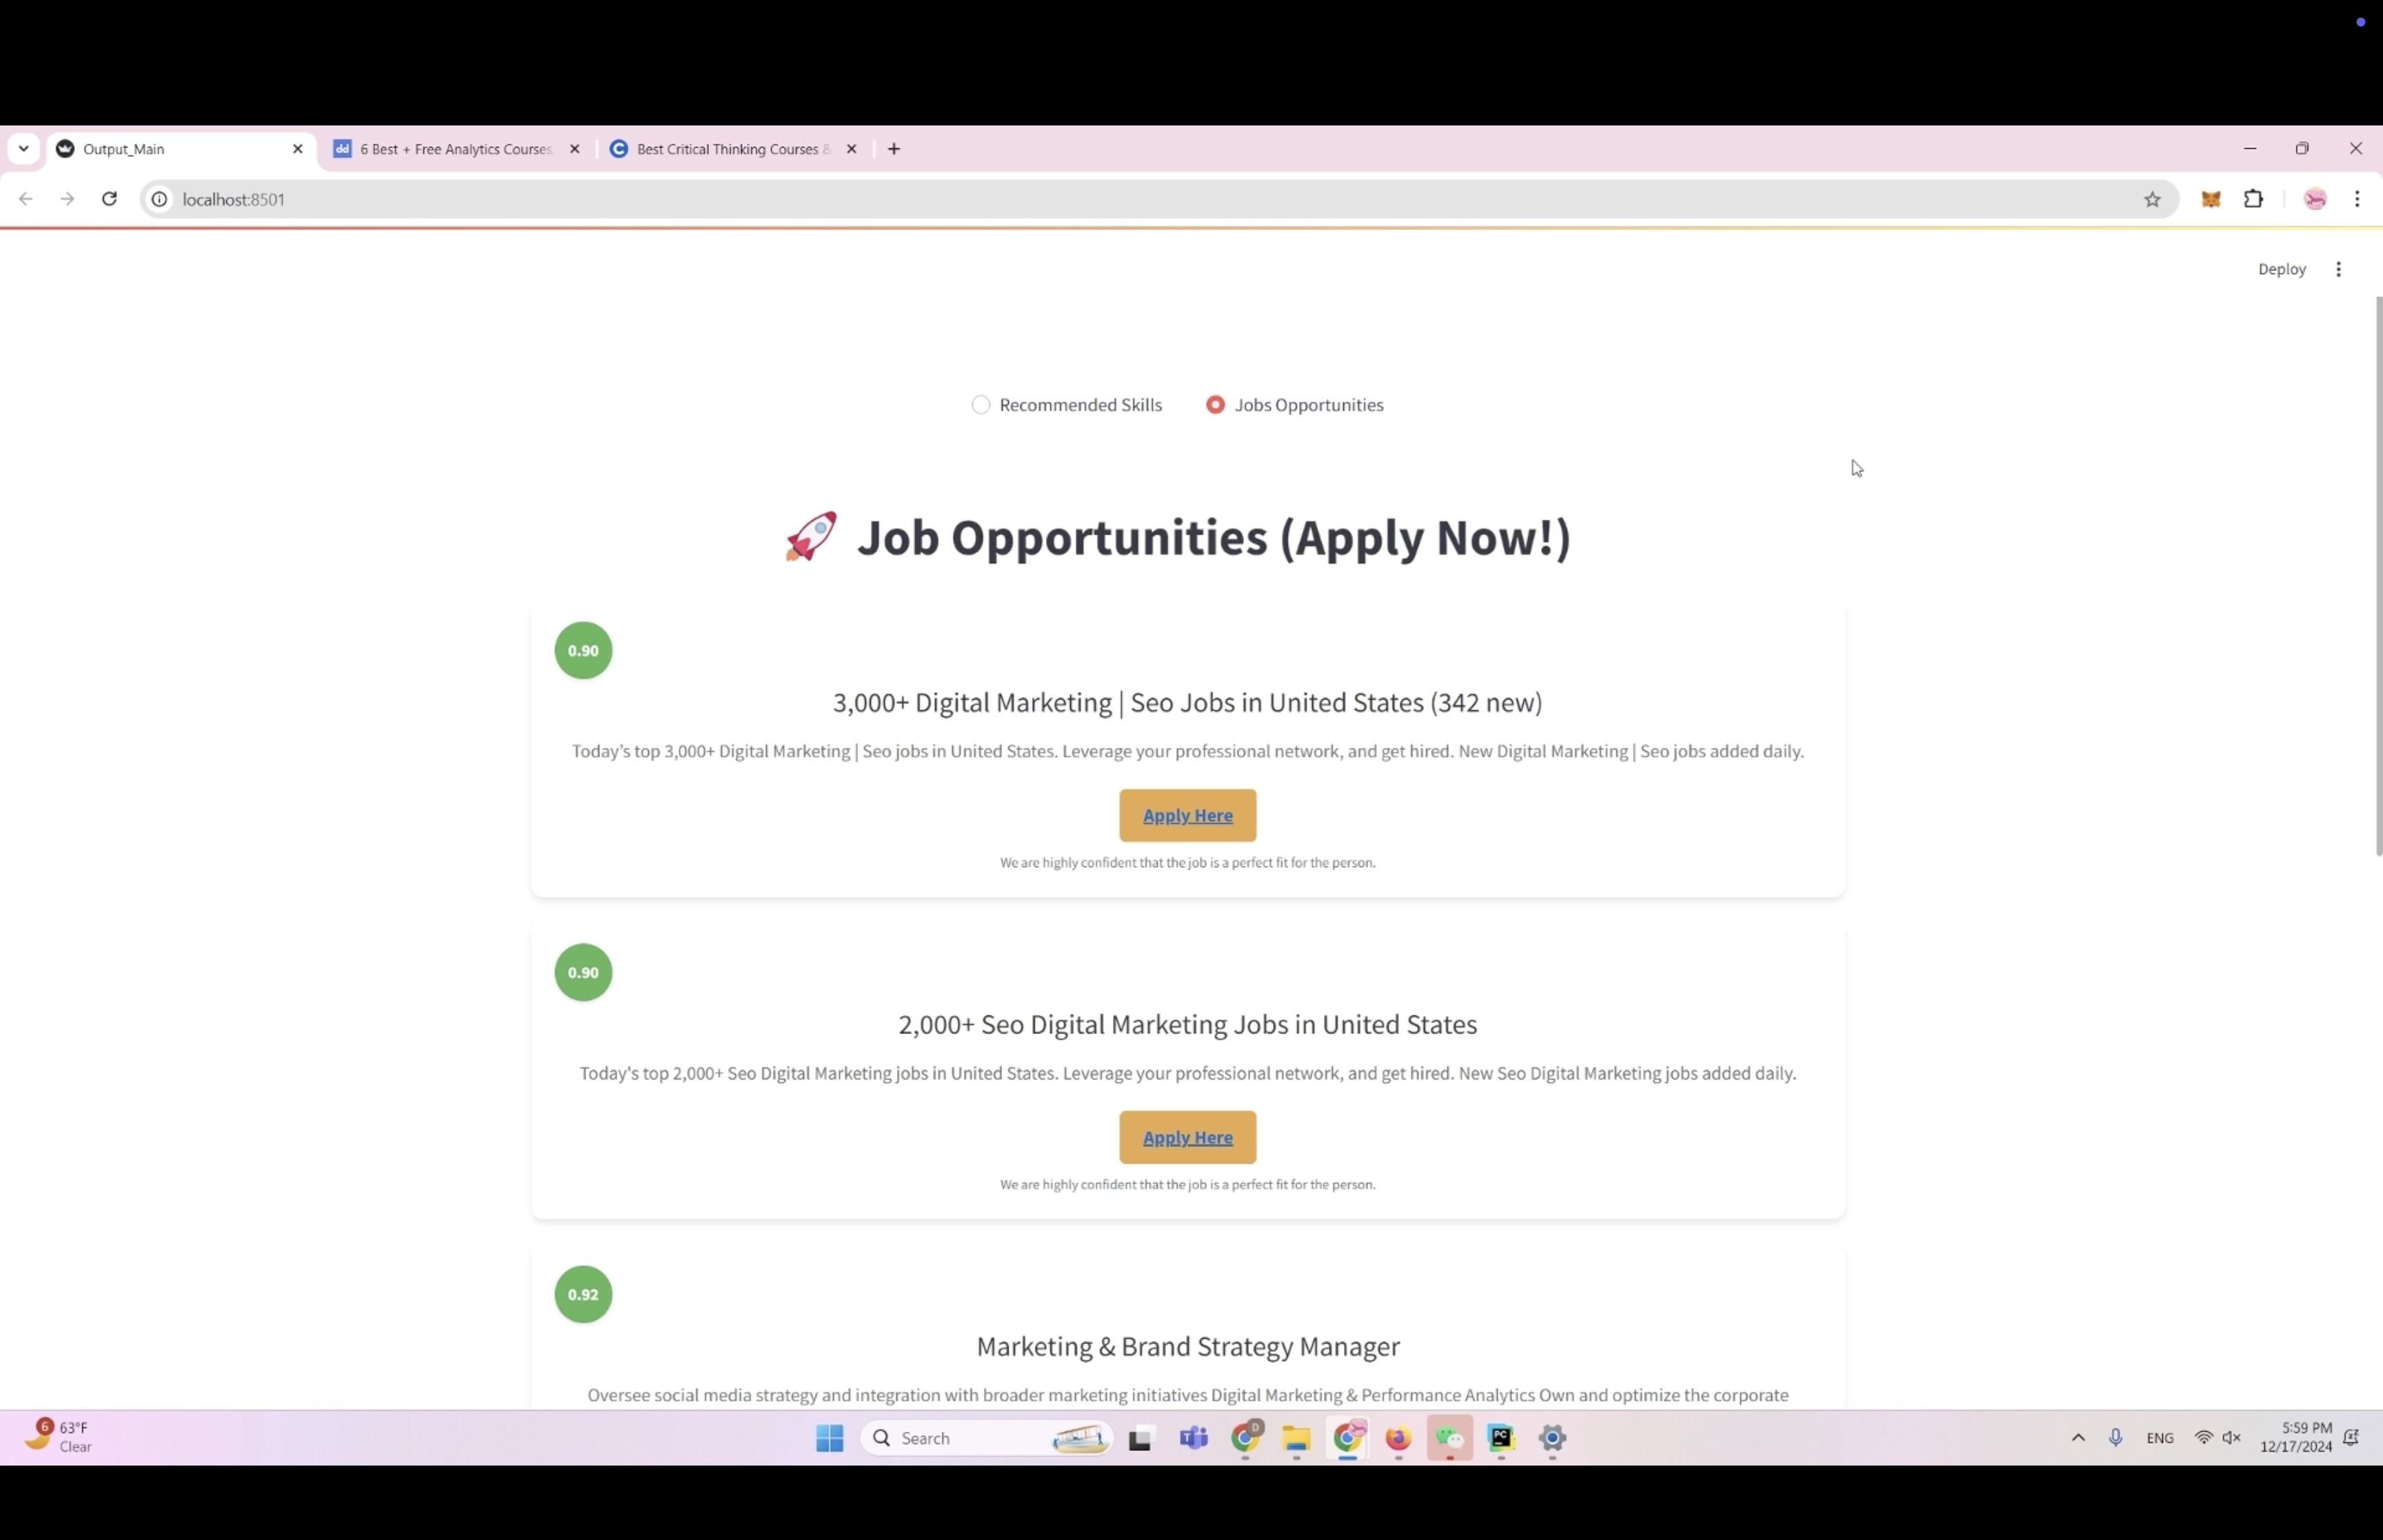 Output_Main
6 Best + Free Analytics Courses
Best Critical Thinking Courses &
localhost:8501
Deploy
Recommended Skills
Jobs Opportunities
🚀 Job Opportunities (Apply Now!)
0.90
3,000+ Digital Marketing | Seo Jobs in United States (342 new)
Today's top 3,000+ Digital Marketing | Seo jobs in United States. Leverage your professional network, and get hired. New Digital Marketing | Seo jobs added daily.
Apply Here
We are highly confident that the job is a perfect fit for the person.
0.90
2,000+ Seo Digital Marketing Jobs in United States
Today's top 2,000+ Seo Digital Marketing jobs in United States. Leverage your professional network, and get hired. New Seo Digital Marketing jobs added daily.
Apply Here
We are highly confident that the job is a perfect fit for the person.
0.92
Marketing & Brand Strategy Manager
Oversee social media strategy and integration with broader marketing initiatives Digital Marketing & Performance Analytics Own and optimize the corporate
6
63°F
Clear
Search
D
PC
ENG
5:59 PM
12/17/2024